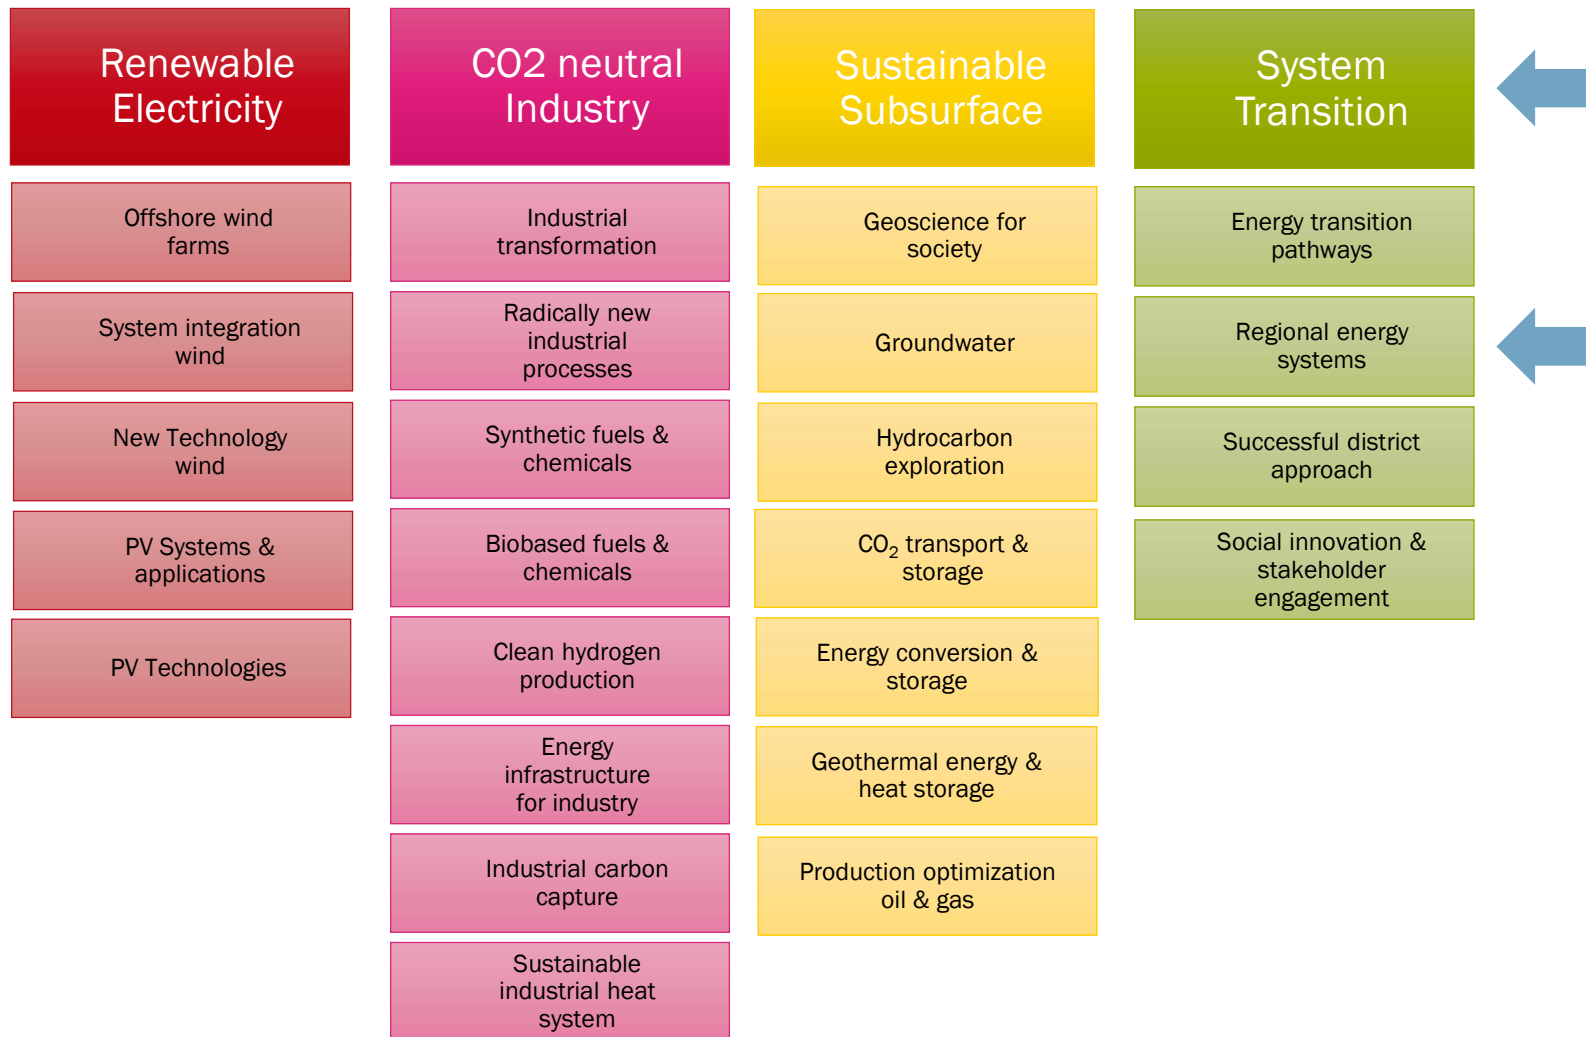 Renewable
Electricity
Offshore wind
farms
System integration
wind
New Technology
wind
PV Systems &
applications
PV Technologies
CO2 neutral
Industry
Industrial
transformation
Radically new
industrial
processes
Synthetic fuels &
chemicals
Biobased fuels &
chemicals
Clean hydrogen
production
Energy
infrastructure
for industry
Industrial carbon
capture
Sustainable
industrial heat
system
Sustainable
Subsurface
Geoscience for
society
Groundwater
Hydrocarbon
exploration
CO₂ transport &
storage
Energy conversion &
storage
Geothermal energy &
heat storage
Production optimization
oil & gas
System
Transition
Energy transition
pathways
Regional energy
systems
Successful district
approach
Social innovation &
stakeholder
engagement